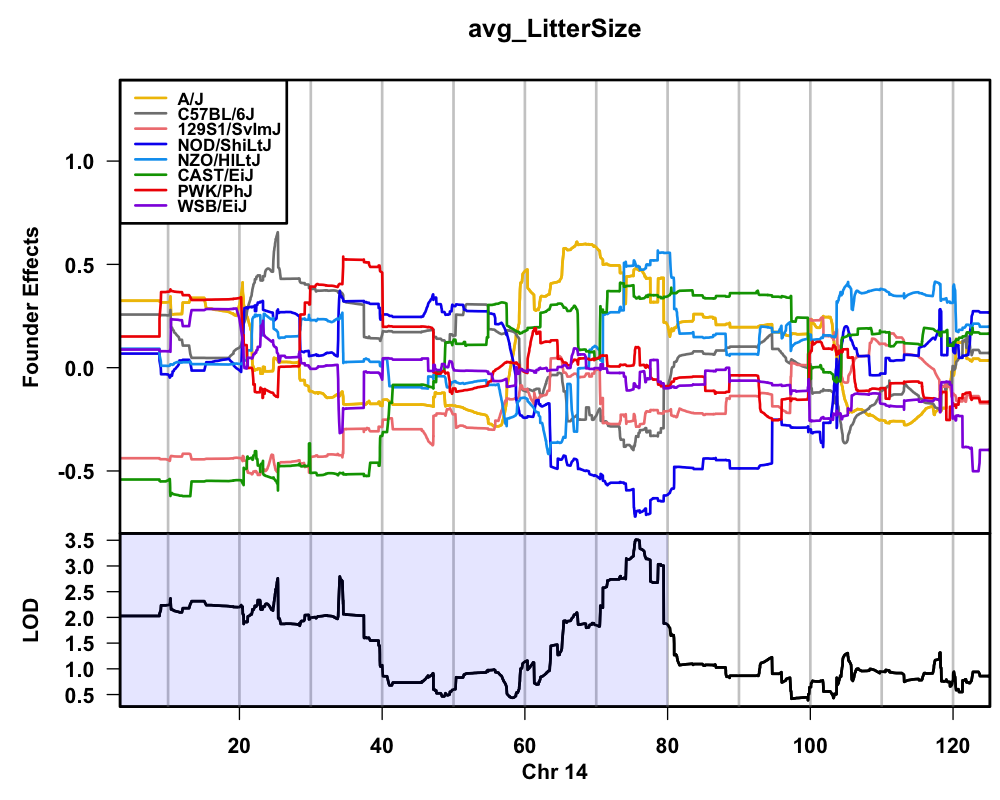 avg_LitterSize
A/J
C57BL/6J
129S1/SvImJ
NOD/ShiLtJ
NZO/HILtJ
CAST/EiJ
PWK/PhJ
WSB/EiJ
1.0
0.5
0.0
-0.5
Founder Effects
3.5
3.0
2.5
2.0
1.5
1.0
0.5
LOD
20 40 60 80 100 120
Chr 14